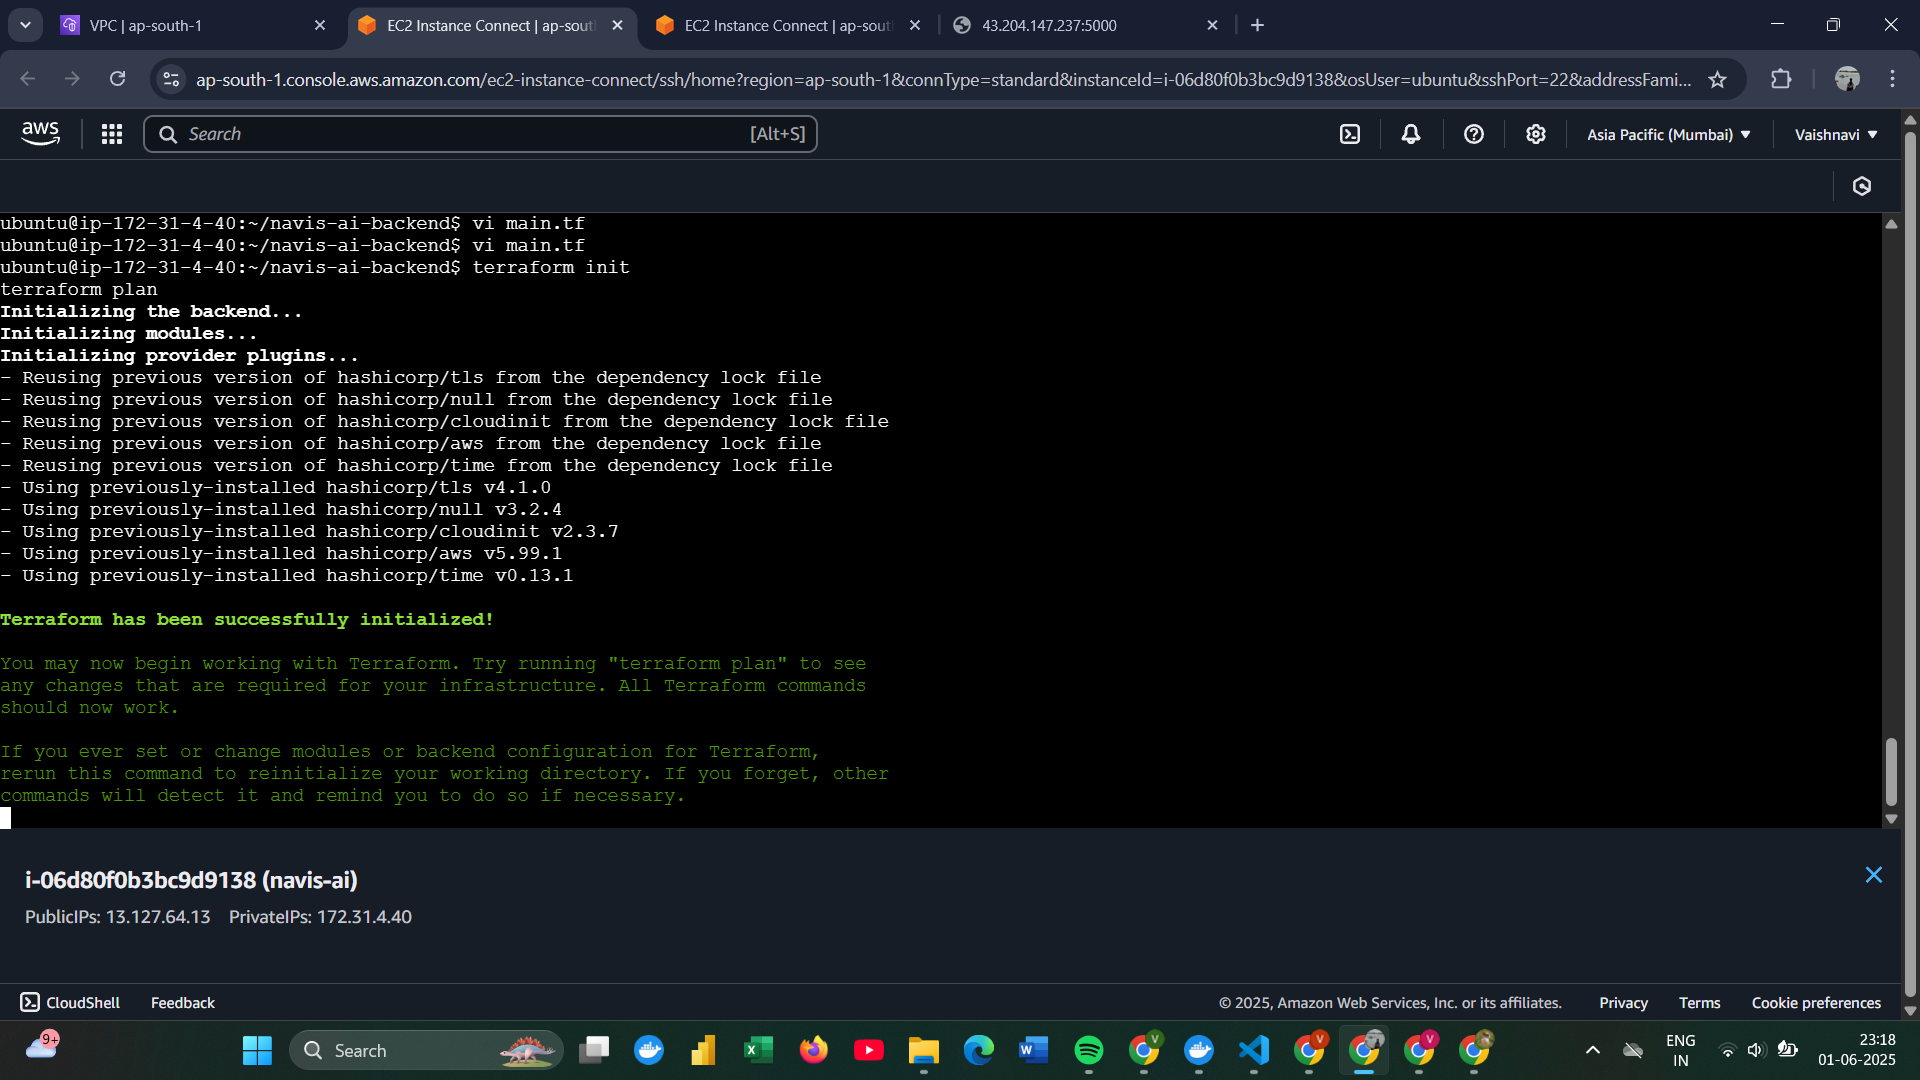 VPC | ap-south-1
EC2 Instance Connect | ap-sout
EC2 Instance Connect | ap-sout
43.204.147.237:5000
ap-south-1.console.aws.amazon.com/ec2-instance-connect/ssh/home?region=ap-south-1&connType=standard&instanceId=i-06d80f0b3bc9d9138&osUser=ubuntu&sshPort=22&addressFami...
aws
Search
[Alt+S]
Asia Pacific (Mumbai)
Vaishnavi
ubuntu@ip-172-31-4-40:~/navis-ai-backend$ vi main.tf
ubuntu@ip-172-31-4-40:~/navis-ai-backend$ vi main.tf
ubuntu@ip-172-31-4-40:~/navis-ai-backend$ terraform init
terraform plan
Initializing the backend...
Initializing modules...
Initializing provider plugins...
- Reusing previous version of hashicorp/tls from the dependency lock file
- Reusing previous version of hashicorp/null from the dependency lock file
- Reusing previous version of hashicorp/cloudinit from the dependency lock file
- Reusing previous version of hashicorp/aws from the dependency lock file
- Reusing previous version of hashicorp/time from the dependency lock file
- Using previously-installed hashicorp/tls v4.1.0
- Using previously-installed hashicorp/null v3.2.4
- Using previously-installed hashicorp/cloudinit v2.3.7
- Using previously-installed hashicorp/aws v5.99.1
- Using previously-installed hashicorp/time v0.13.1
Terraform has been successfully initialized!
You may now begin working with Terraform. Try running "terraform plan" to see
any changes that are required for your infrastructure. All Terraform commands
should now work.
If you ever set or change modules or backend configuration for Terraform,
rerun this command to reinitialize your working directory. If you forget, other
commands will detect it and remind you to do so if necessary.
i-06d80f0b3bc9d9138 (navis-ai)
PublicIPs: 13.127.64.13 PrivateIPs: 172.31.4.40
CloudShell
Feedback
© 2025, Amazon Web Services, Inc. or its affiliates.
Privacy
Terms
Cookie preferences
9+
Search
V
V
V
ENG
IN
23:18
01-06-2025